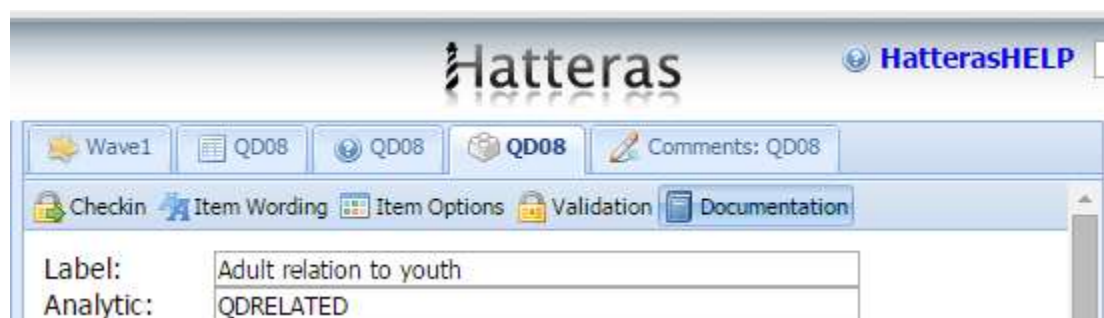 Hatteras HatterasHELP
Wave1 QD08 QD08 QD08 Comments: QD08
Checkin Item Wording Item Options Validation Documentation
Label: Adult relation to youth
Analytic: QDRELATED